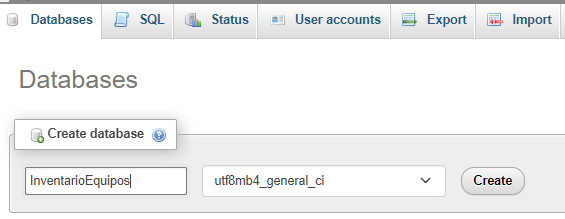 Databases SQL Status User accounts Export Import
Databases
Create database
InventarioEquipos utf8mb4_general_ci Create